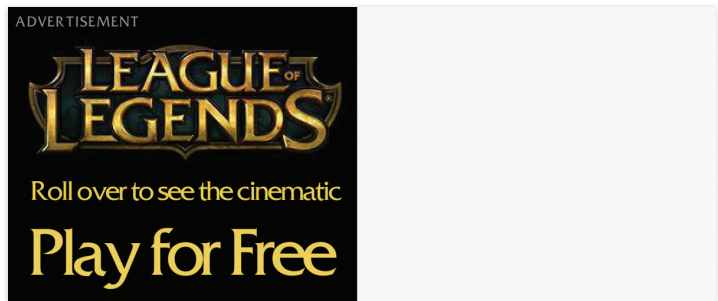 ADVERTISEMENT
LEAGUE OF
LEGENDS®
Roll over to see the cinematic
Play for Free